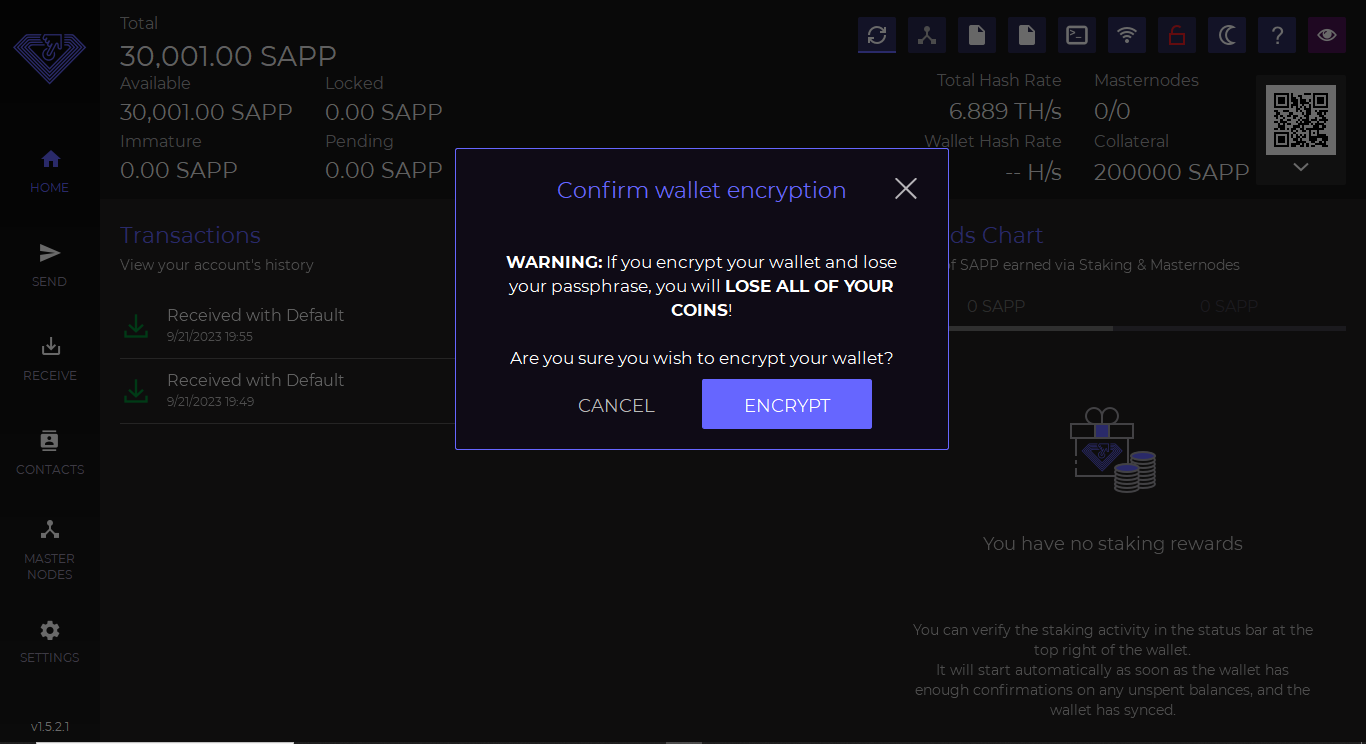 Total
30,001.00 SAPP
Available
Locked
30,001.00 SAPP
0.00 SAPP
Immature
Pending
0.00 SAPP
0.00 SAPP
Total Hash Rate
Masternodes
6.889 TH/s
0/0
Wallet Hash Rate
Collateral
-- H/s
200000 SAPP
HOME
SEND
RECEIVE
CONTACTS
MASTER
NODES
SETTINGS
v1.5.2.1
Transactions
View your account's history
Received with Default
9/21/2023 19:55
Received with Default
9/21/2023 19:49
Confirm wallet encryption
WARNING: If you encrypt your wallet and lose
your passphrase, you will LOSE ALL OF YOUR
COINS!
Are you sure you wish to encrypt your wallet?
CANCEL
ENCRYPT
ds Chart
of SAPP earned via Staking & Masternodes
0 SAPP
0 SAPP
You have no staking rewards
You can verify the staking activity in the status bar at the
top right of the wallet.
It will start automatically as soon as the wallet has
enough confirmations on any unspent balances, and the
wallet has synced.